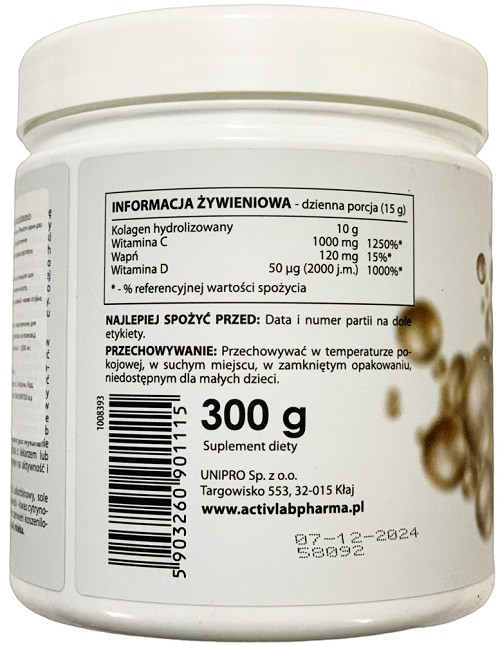 INFORMACJA ŻYWIENIOWA - dzienna porcja (15 g)
Kolagen hydrolizowany 10 g
Witamina C 1000 mg 1250%*
Wapń 120 mg 15%*
Witamina D 50 µg (2000 j.m.) 1000%*
* - % referencyjnej wartości spożycia
NAJLEPIEJ SPOŻYĆ PRZED: Data i numer partii na dole
etykiety.
PRZECHOWYWANIE: Przechowywać w temperaturze po-
kojowej, w suchym miejscu, w zamkniętym opakowaniu,
niedostępnym dla małych dzieci.
1008393
5 903260 901115
300 g
Suplement diety
UNIPRO Sp. z o.o.
Targowisko 553, 32-015 Kłaj
www.activlabpharma.pl
07-12-2024
58092